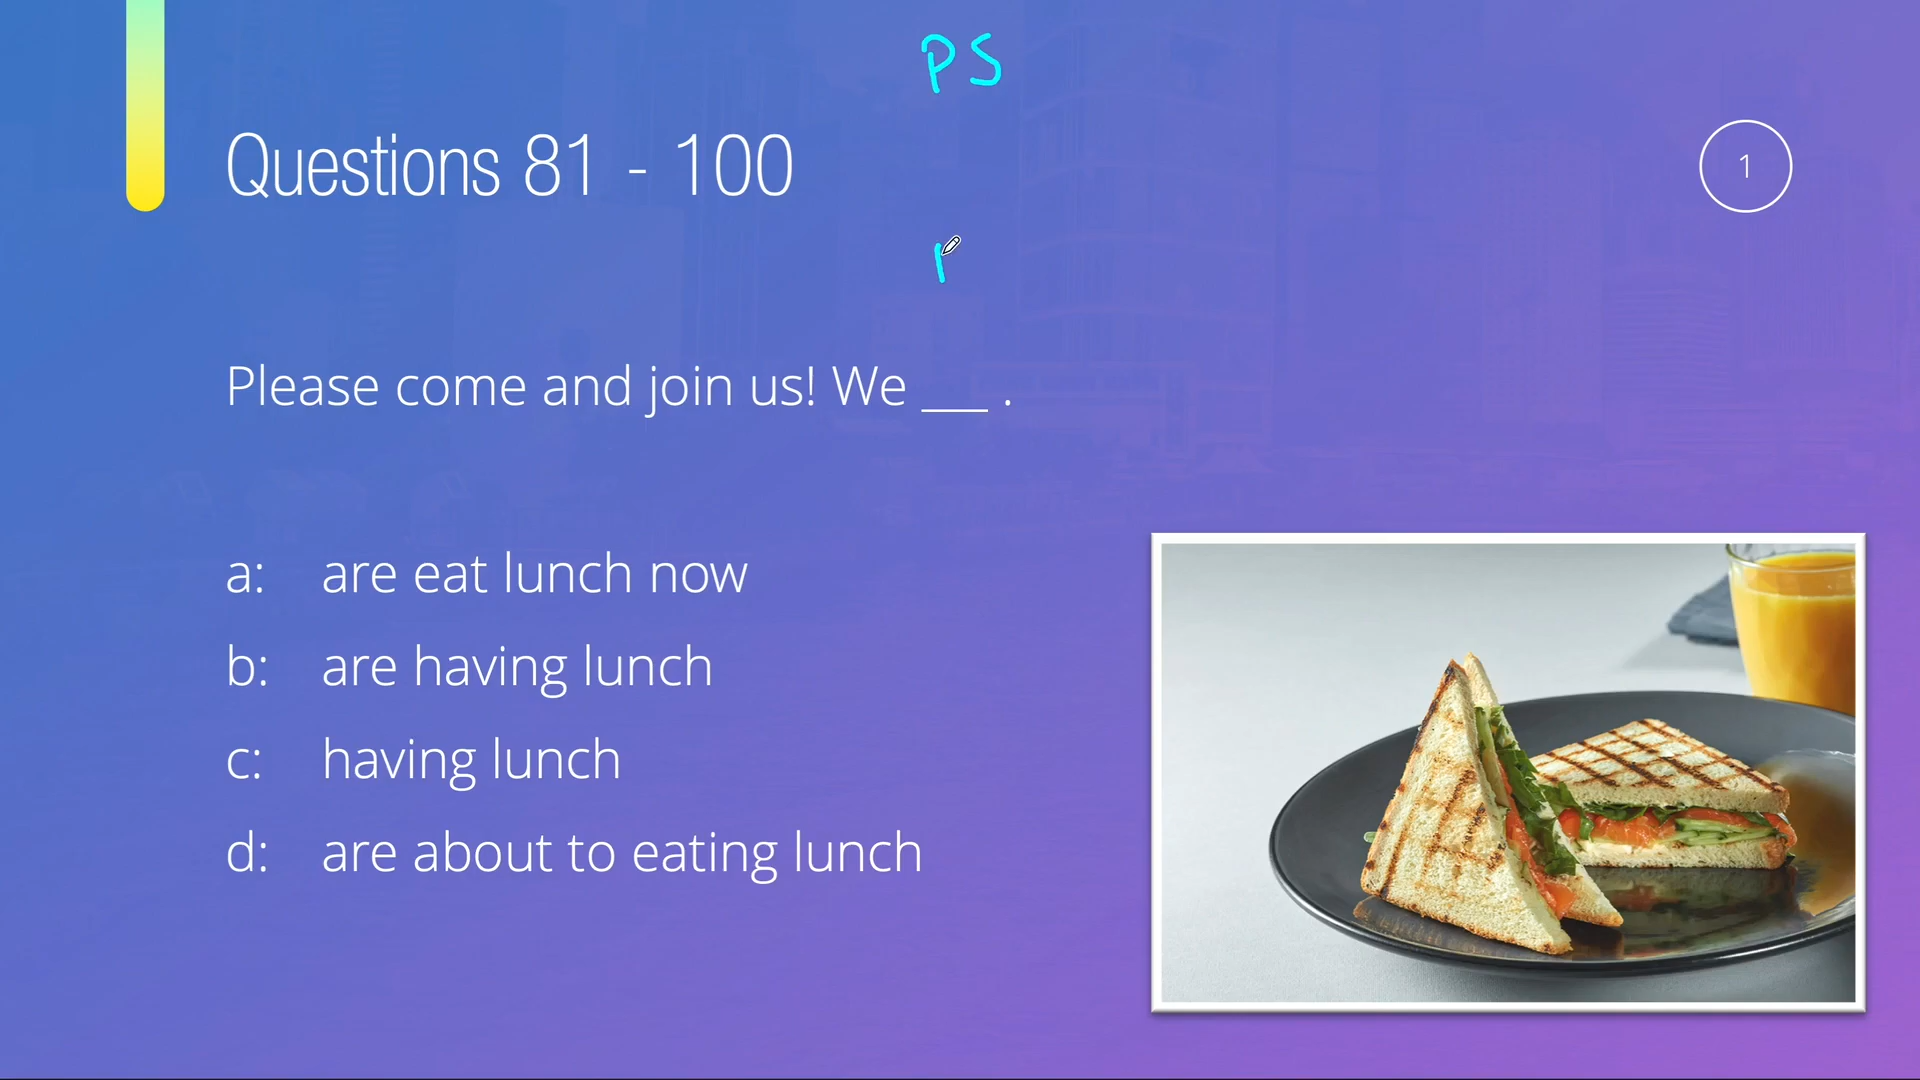 PS
Questions 81 - 100
1
Please come and join us! We ___ .
a: are eat lunch now
b: are having lunch
c: having lunch
d: are about to eating lunch